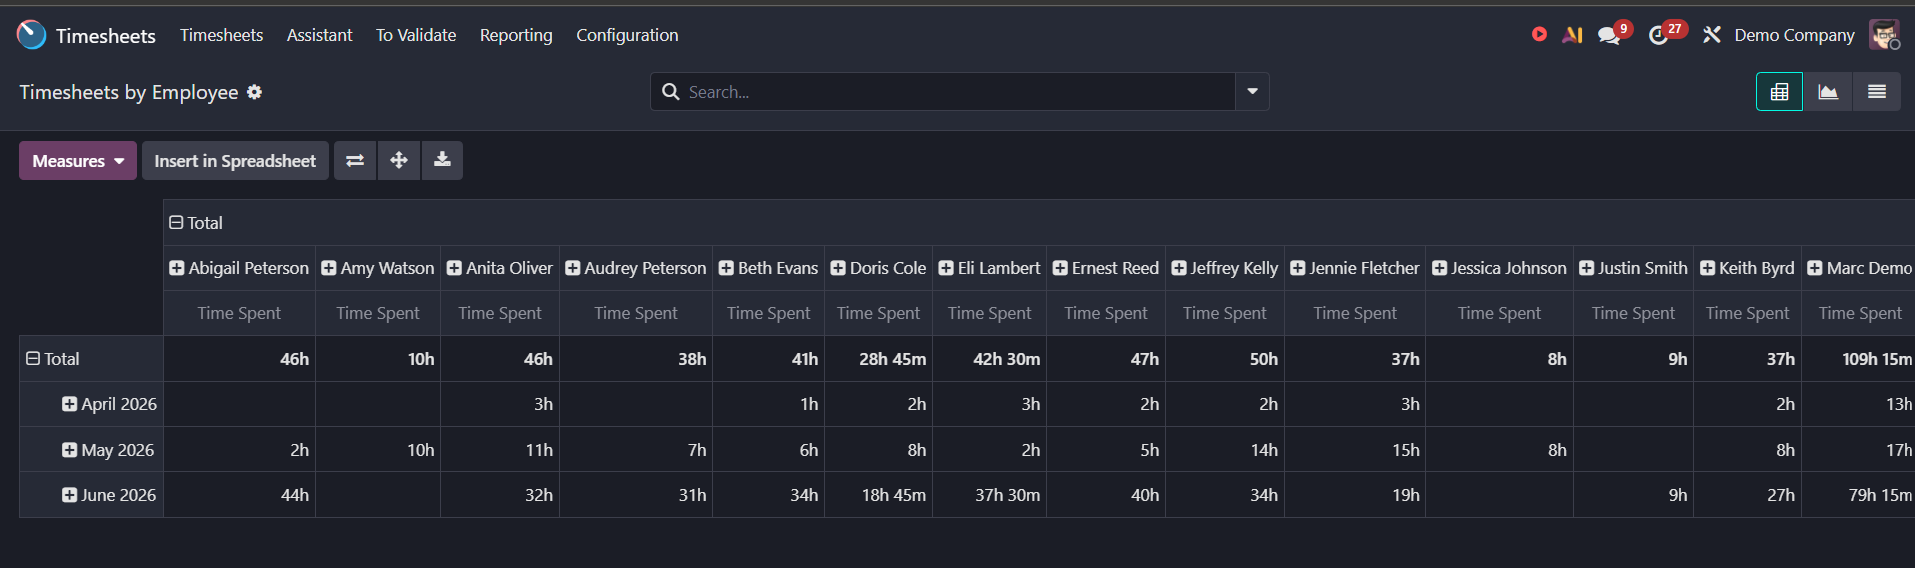 Timesheets Timesheets Assistant To Validate Reporting Configuration AI 9 27 Demo Company
Timesheets by Employee Search...
Measures Insert in Spreadsheet
Total
Abigail Peterson Amy Watson Anita Oliver Audrey Peterson Beth Evans Doris Cole Eli Lambert Ernest Reed Jeffrey Kelly Jennie Fletcher Jessica Johnson Justin Smith Keith Byrd Marc Demo
Time Spent Time Spent Time Spent Time Spent Time Spent Time Spent Time Spent Time Spent Time Spent Time Spent Time Spent Time Spent Time Spent Time Spent
Total 46h 10h 46h 38h 41h 28h 45m 42h 30m 47h 50h 37h 8h 9h 37h 109h 15m
April 2026 3h 1h 2h 3h 2h 2h 3h 2h 13h
May 2026 2h 10h 11h 7h 6h 8h 2h 5h 14h 15h 8h 8h 17h
June 2026 44h 32h 31h 34h 18h 45m 37h 30m 40h 34h 19h 9h 27h 79h 15m